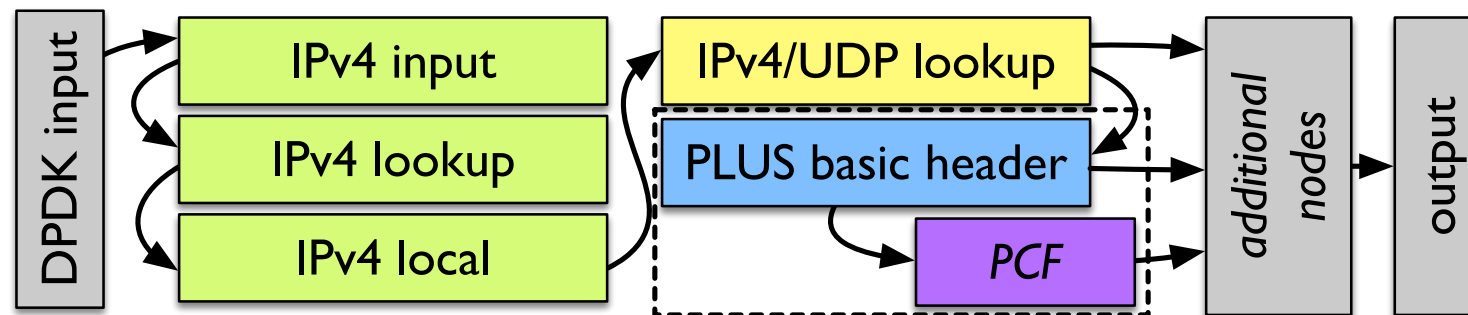 DPDK input
IPv4 input
IPv4 lookup
IPv4 local
IPv4/UDP lookup
PLUS basic header
PCF
additional
nodes
output